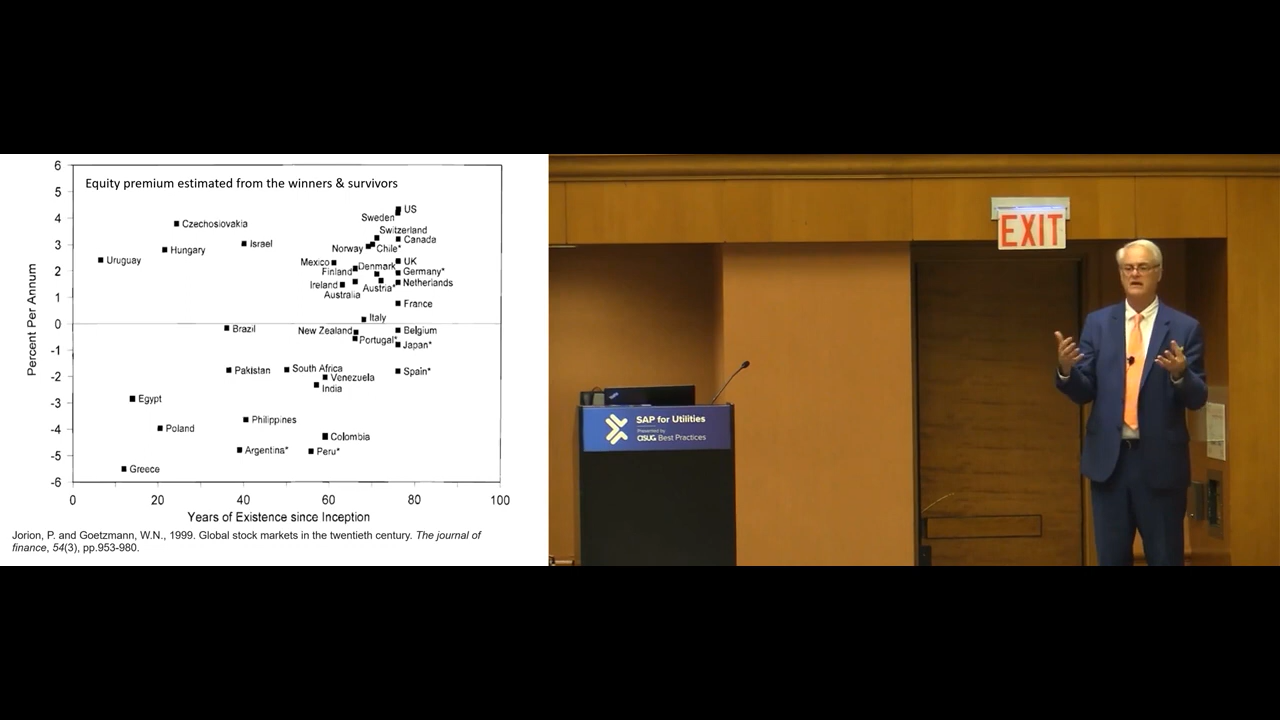 6
Equity premium estimated from the winners & survivors
5
US
4
Sweden
Czechoslovakia
Switzerland
Canada
3
Israel
Norway
Chile*
Hungary
Uruguay
Mexico
Denmark
UK
2
Finland
Germany*
Ireland
Austria*
Netherlands
Australia
1
France
Italy
0
Brazil
New Zealand
Belgium
Portugal*
Japan*
-1
Pakistan
South Africa
Spain*
-2
Venezuela
India
Egypt
-3
Philippines
-4
Poland
Colombia
Argentina*
Peru*
-5
Greece
-6
Percent Per Annum
0 20 40 60 80 100
Years of Existence since Inception
Jorion, P. and Goetzmann, W.N., 1999. Global stock markets in the twentieth century. The journal of
finance, 54(3), pp.953-980.
EXIT
SAP for Utilities
Presented by
ASUG Best Practices